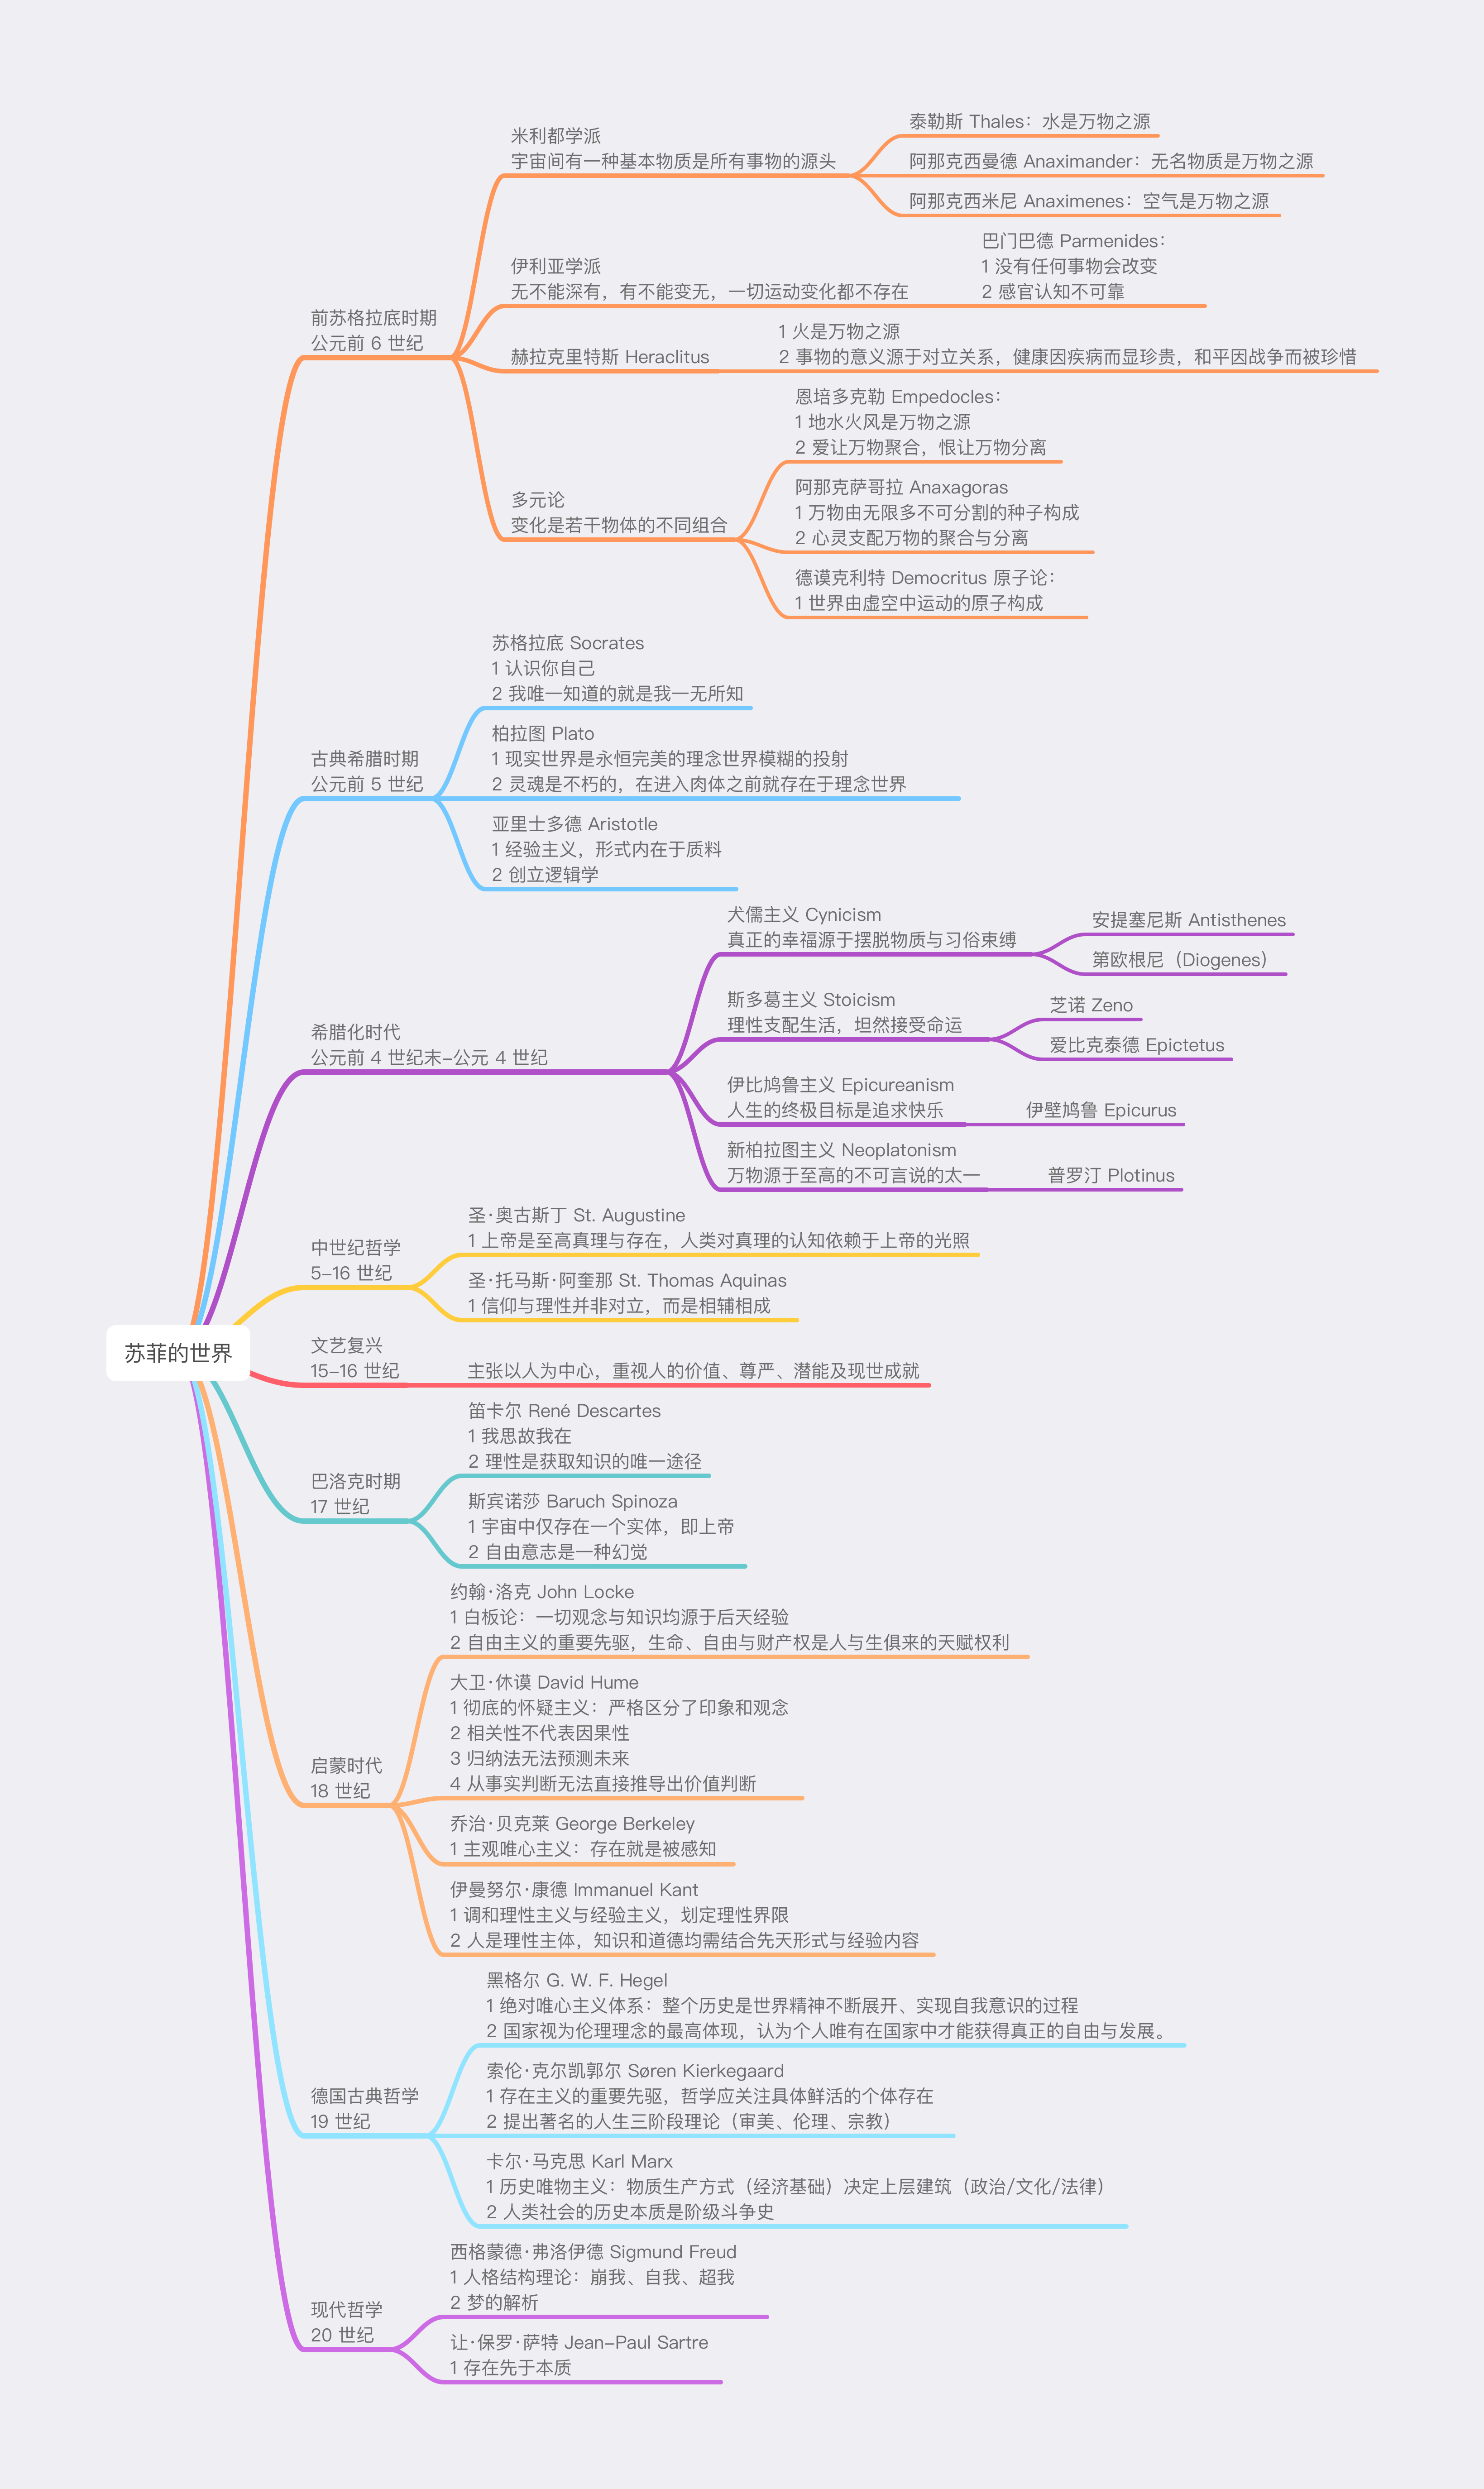 苏菲的世界
前苏格拉底时期
公元前 6 世纪
米利都学派
宇宙间有一种基本物质是所有事物的源头
泰勒斯 Thales：水是万物之源
阿那克西曼德 Anaximander：无名物质是万物之源
阿那克西米尼 Anaximenes：空气是万物之源
伊利亚学派
无不能深有，有不能变无，一切运动变化都不存在
巴门巴德 Parmenides：
1 没有任何事物会改变
2 感官认知不可靠
赫拉克里特斯 Heraclitus
1 火是万物之源
2 事物的意义源于对立关系，健康因疾病而显珍贵，和平因战争而被珍惜
多元论
变化是若干物体的不同组合
恩培多克勒 Empedocles：
1 地水火风是万物之源
2 爱让万物聚合，恨让万物分离
阿那克萨哥拉 Anaxagoras
1 万物由无限多不可分割的种子构成
2 心灵支配万物的聚合与分离
德谟克利特 Democritus 原子论：
1 世界由虚空中运动的原子构成
古典希腊时期
公元前 5 世纪
苏格拉底 Socrates
1 认识你自己
2 我唯一知道的就是我一无所知
柏拉图 Plato
1 现实世界是永恒完美的理念世界模糊的投射
2 灵魂是不朽的，在进入肉体之前就存在于理念世界
亚里士多德 Aristotle
1 经验主义，形式内在于质料
2 创立逻辑学
希腊化时代
公元前 4 世纪末-公元 4 世纪
犬儒主义 Cynicism
真正的幸福源于摆脱物质与习俗束缚
安提塞尼斯 Antisthenes
第欧根尼（Diogenes）
斯多葛主义 Stoicism
理性支配生活，坦然接受命运
芝诺 Zeno
爱比克泰德 Epictetus
伊比鸠鲁主义 Epicureanism
人生的终极目标是追求快乐
伊壁鸠鲁 Epicurus
新柏拉图主义 Neoplatonism
万物源于至高的不可言说的太一
普罗汀 Plotinus
中世纪哲学
5-16 世纪
圣·奥古斯丁 St. Augustine
1 上帝是至高真理与存在，人类对真理的认知依赖于上帝的光照
圣·托马斯·阿奎那 St. Thomas Aquinas
1 信仰与理性并非对立，而是相辅相成
文艺复兴
15-16 世纪
主张以人为中心，重视人的价值、尊严、潜能及现世成就
巴洛克时期
17 世纪
笛卡尔 René Descartes
1 我思故我在
2 理性是获取知识的唯一途径
斯宾诺莎 Baruch Spinoza
1 宇宙中仅存在一个实体，即上帝
2 自由意志是一种幻觉
启蒙时代
18 世纪
约翰·洛克 John Locke
1 白板论：一切观念与知识均源于后天经验
2 自由主义的重要先驱，生命、自由与财产权是人与生俱来的天赋权利
大卫·休谟 David Hume
1 彻底的怀疑主义：严格区分了印象和观念
2 相关性不代表因果性
3 归纳法无法预测未来
4 从事实判断无法直接推导出价值判断
乔治·贝克莱 George Berkeley
1 主观唯心主义：存在就是被感知
伊曼努尔·康德 Immanuel Kant
1 调和理性主义与经验主义，划定理性界限
2 人是理性主体，知识和道德均需结合先天形式与经验内容
德国古典哲学
19 世纪
黑格尔 G. W. F. Hegel
1 绝对唯心主义体系：整个历史是世界精神不断展开、实现自我意识的过程
2 国家视为伦理理念的最高体现，认为个人唯有在国家中才能获得真正的自由与发展。
索伦·克尔凯郭尔 Søren Kierkegaard
1 存在主义的重要先驱，哲学应关注具体鲜活的个体存在
2 提出著名的人生三阶段理论（审美、伦理、宗教）
卡尔·马克思 Karl Marx
1 历史唯物主义：物质生产方式（经济基础）决定上层建筑（政治/文化/法律）
2 人类社会的历史本质是阶级斗争史
现代哲学
20 世纪
西格蒙德·弗洛伊德 Sigmund Freud
1 人格结构理论：崩我、自我、超我
2 梦的解析
让·保罗·萨特 Jean-Paul Sartre
1 存在先于本质